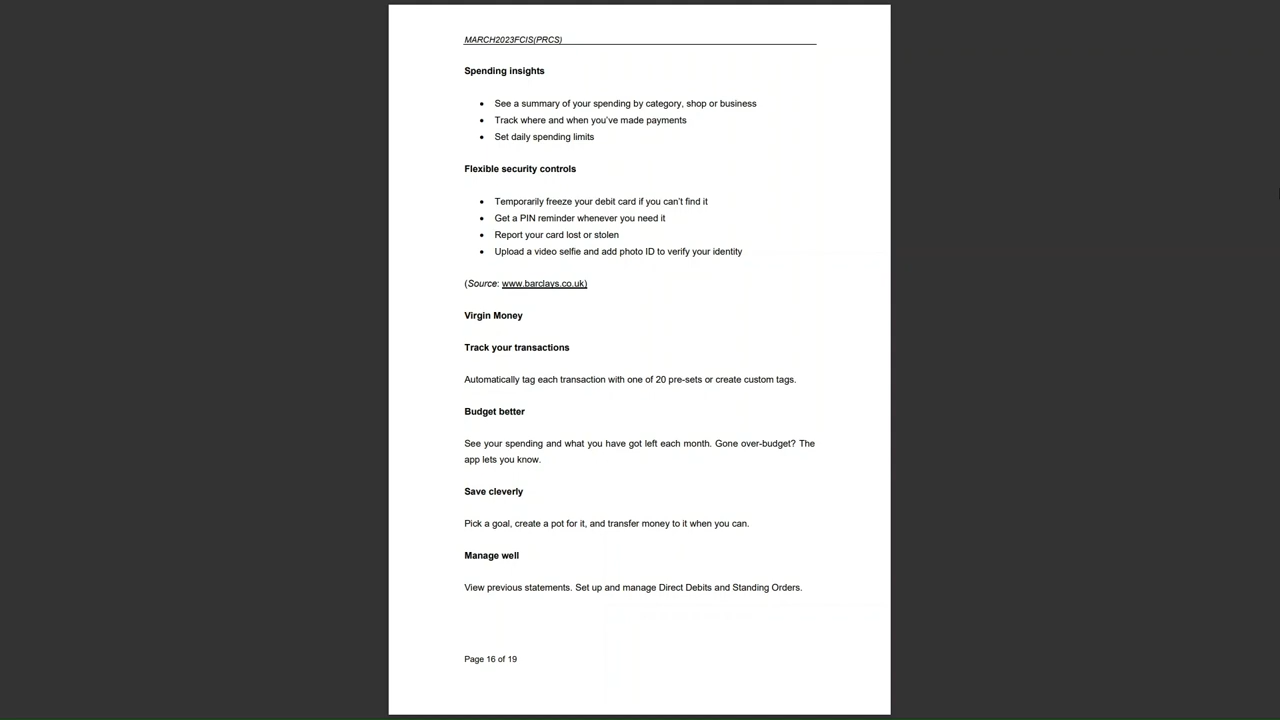 MARCH2023FCIS(PRCS)
Spending insights
• See a summary of your spending by category, shop or business
• Track where and when you've made payments
• Set daily spending limits
Flexible security controls
• Temporarily freeze your debit card if you can't find it
• Get a PIN reminder whenever you need it
• Report your card lost or stolen
• Upload a video selfie and add photo ID to verify your identity
(Source: www.barclays.co.uk)
Virgin Money
Track your transactions
Automatically tag each transaction with one of 20 pre-sets or create custom tags.
Budget better
See your spending and what you have got left each month. Gone over-budget? The
app lets you know.
Save cleverly
Pick a goal, create a pot for it, and transfer money to it when you can.
Manage well
View previous statements. Set up and manage Direct Debits and Standing Orders.
Page 16 of 19